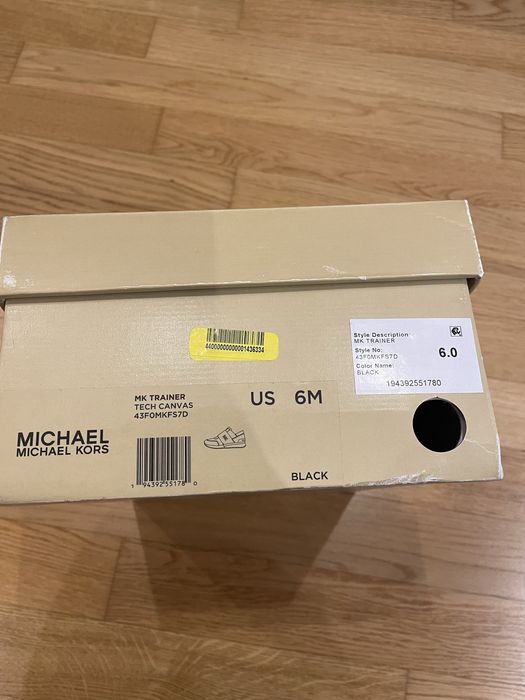 44000000000001436334
Style Description:
MK TRAINER
Style No:
43F0MKFS7D
6.0
Color Name:
BLACK
194392551780
MK TRAINER
TECH CANVAS
43F0MKFS7D
US 6M
MICHAEL
MICHAEL KORS
1 94392 55178 0
BLACK